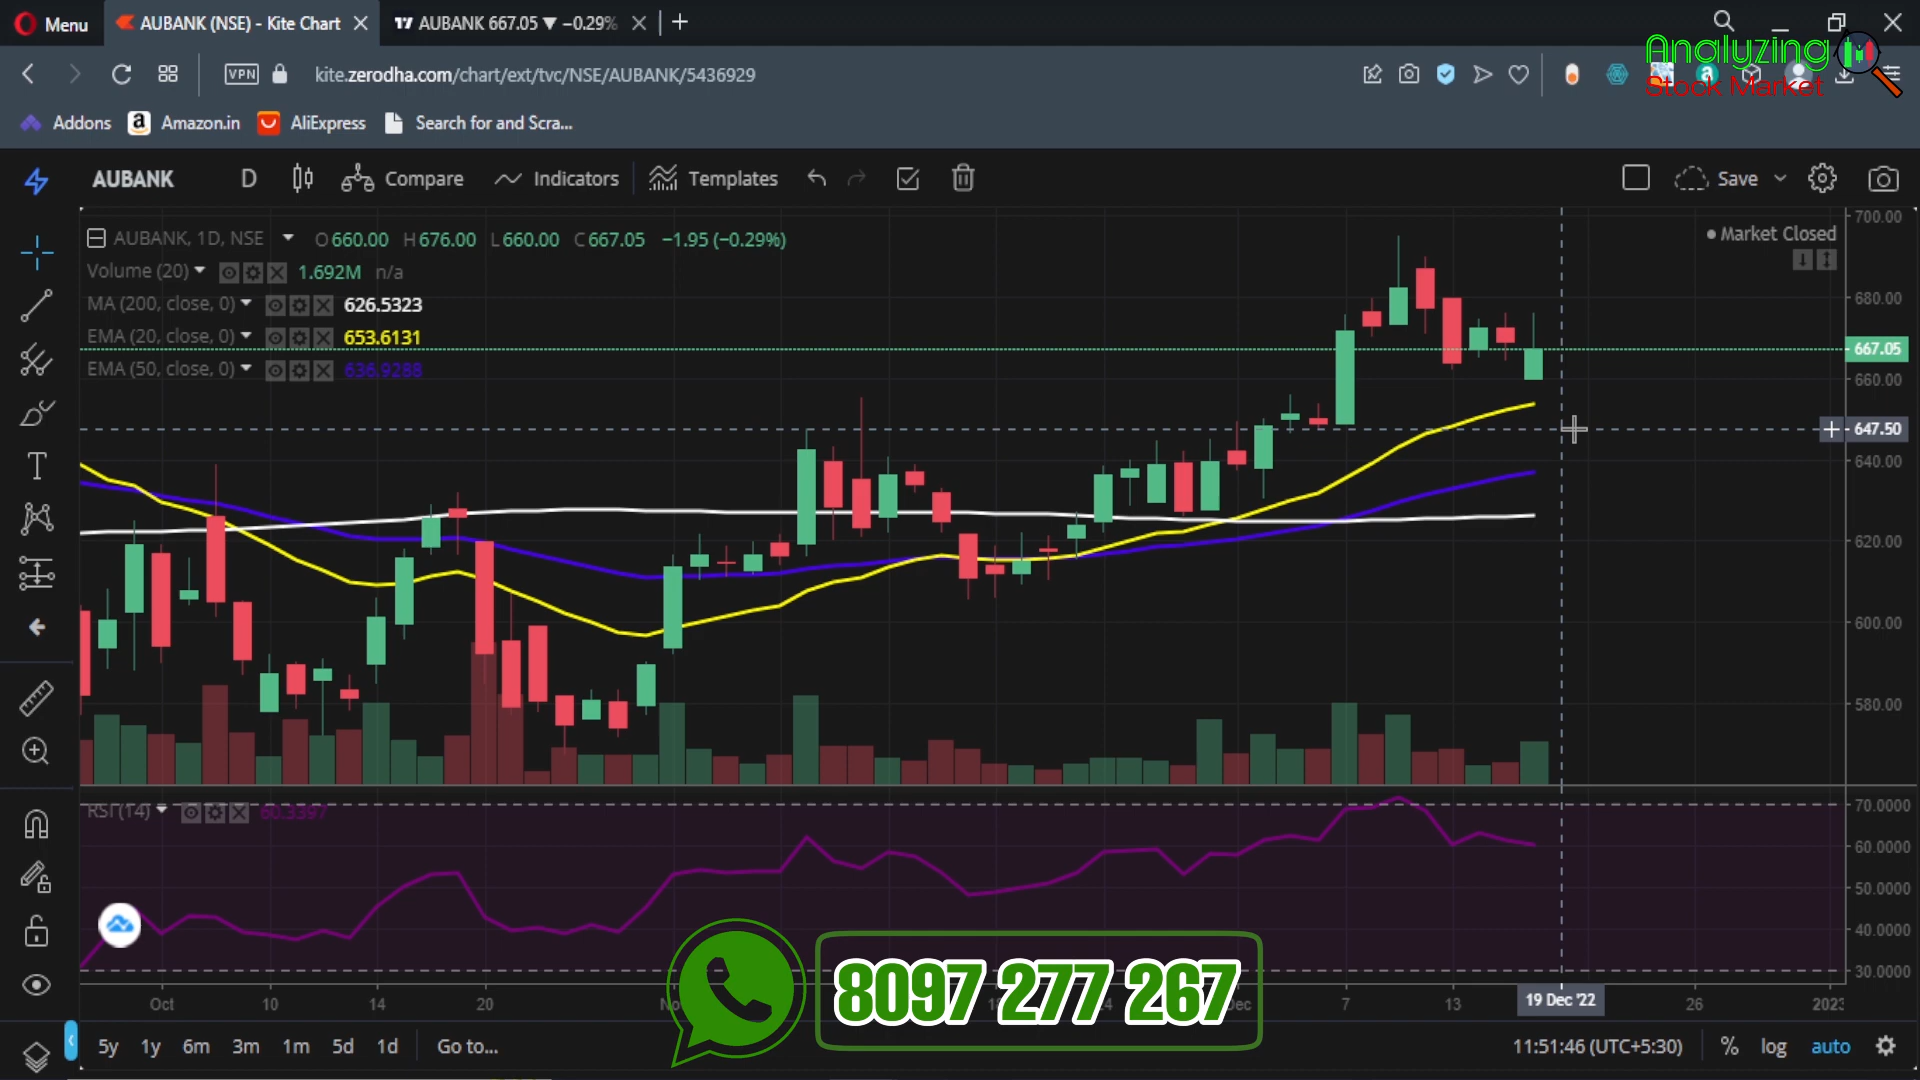 Menu
AUBANK (NSE) - Kite Chart
AUBANK 667.05 ▼ −0.29%
Analyzing
Stock Market
VPN
kite.zerodha.com/chart/ext/tvc/NSE/AUBANK/5436929
Addons
Amazon.in
AliExpress
Search for and Scra...
AUBANK
D
Compare
Indicators
Templates
Save
AUBANK, 1D, NSE
O660.00 H676.00 L660.00 C667.05 −1.95 (−0.29%)
Market Closed
Volume (20)
1.692M n/a
MA (200, close, 0)
626.5323
EMA (20, close, 0)
653.6131
EMA (50, close, 0)
636.9288
700.00
680.00
667.05
660.00
647.50
640.00
620.00
600.00
580.00
RSI (14)
60.3397
70.0000
60.0000
50.0000
40.0000
30.0000
8097 277 267
Oct
10
14
20
7
13
19 Dec '22
26
5y
1y
6m
3m
1m
5d
1d
Go to...
11:51:46 (UTC+5:30)
%
log
auto